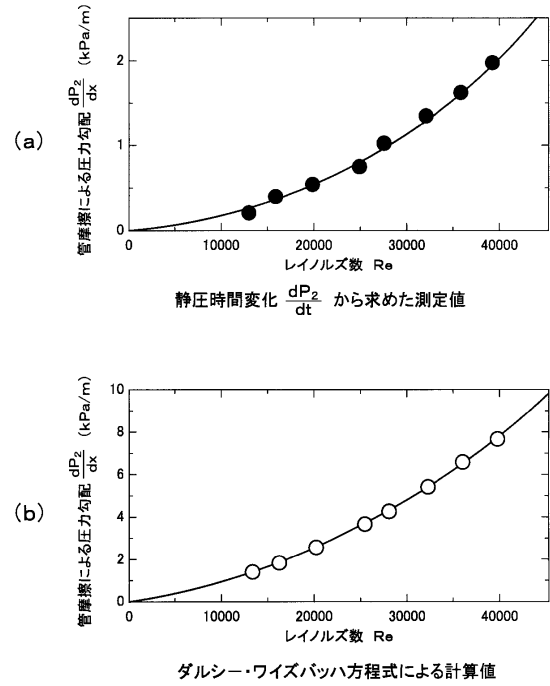 (a)
管摩擦による圧力勾配 dP₂/dx (kPa/m)
2
1
0
0 10000 20000 30000 40000
レイノルズ数 Re
静圧時間変化 dP₂/dt から求めた測定値
(b)
管摩擦による圧力勾配 dP₂/dx (kPa/m)
10
8
6
4
2
0
0 10000 20000 30000 40000
レイノルズ数 Re
ダルシー・ワイズバッハ方程式による計算値